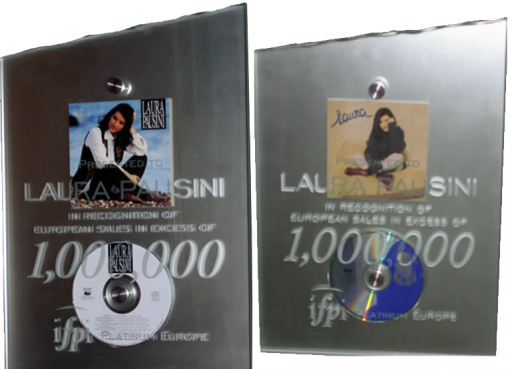 LAURA
PAUSINI
PRESENTED TO
LAURA PAUSINI
IN RECOGNITION OF
EUROPEAN SALES IN EXCESS OF
1,000,000
LAURA
PAUSINI
ifpi PLATINUM EUROPE
laura
PRESENTED TO
LAURA PAUSINI
IN RECOGNITION OF
EUROPEAN SALES IN EXCESS OF
1,000,000
ifpi PLATINUM EUROPE